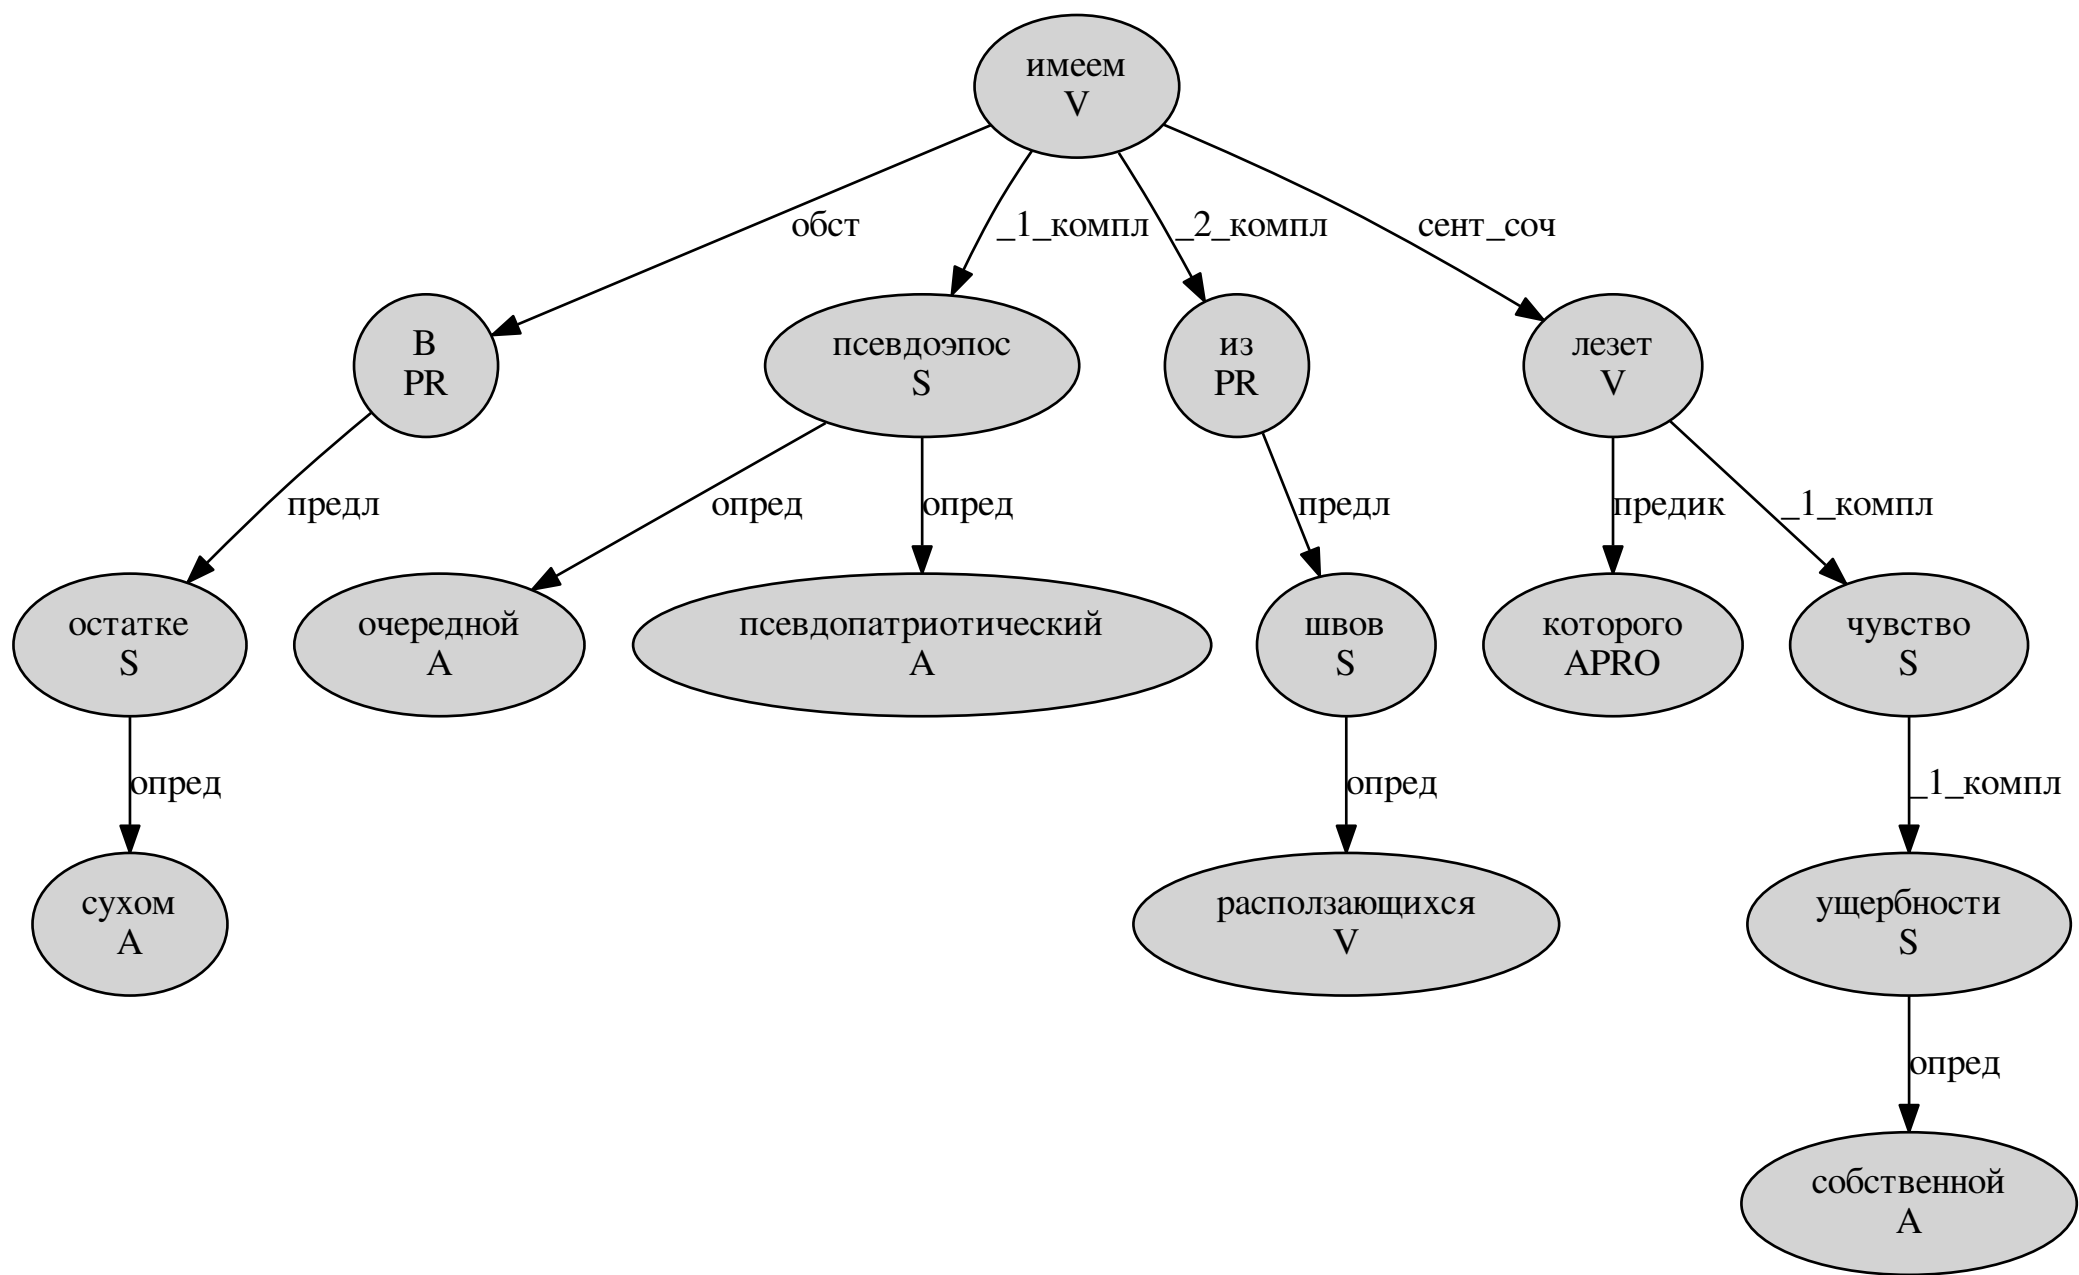 имеем
V
обст
_1_компл
_2_компл
сент_соч
В
PR
псевдоэпос
S
из
PR
лезет
V
предл
опред
опред
предл
предик
_1_компл
остатке
S
очередной
A
псевдопатриотический
A
швов
S
которого
APRO
чувство
S
опред
опред
_1_компл
сухом
A
расползающихся
V
ущербности
S
опред
собственной
A